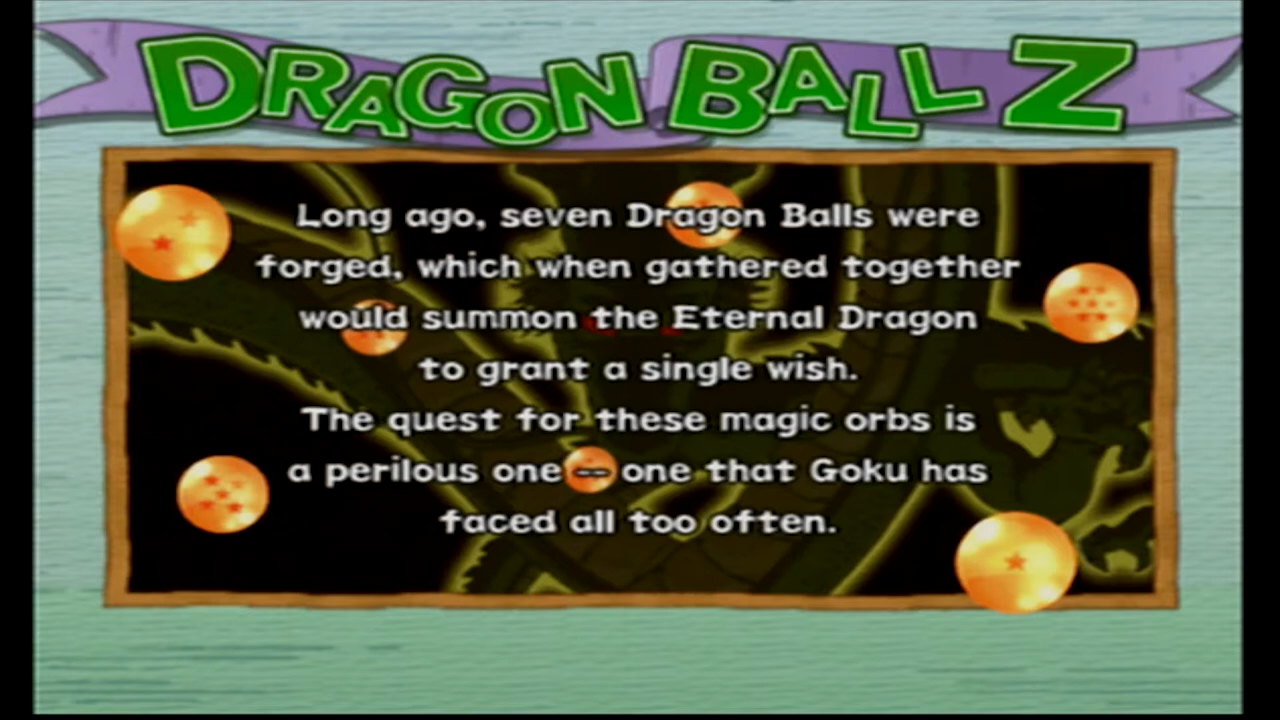 DRAGON BALL Z
Long ago, seven Dragon Balls were
forged, which when gathered together
would summon the Eternal Dragon
to grant a single wish.
The quest for these magic orbs is
a perilous one -- one that Goku has
faced all too often.